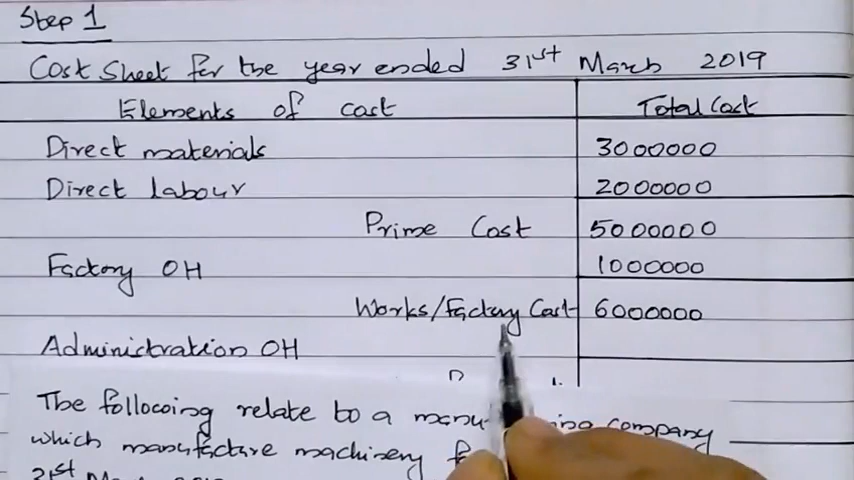 Step 1
Cost Sheet for the year ended 31st March 2019
Elements of cost Total Cost
Direct materials 3000000
Direct labour 2000000
Prime Cost 5000000
Factory OH 1000000
Works/Factory Cost 6000000
Administration OH
The following relate to a company
which manufacture machinery
31st